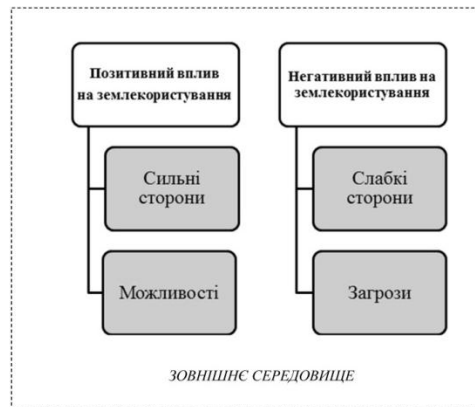 Позитивний вплив
на землекористування
Сильні
сторони
Можливості
Негативний вплив на
землекористування
Слабкі
сторони
Загрози
ЗОВНІШНЄ СЕРЕДОВИЩЕ